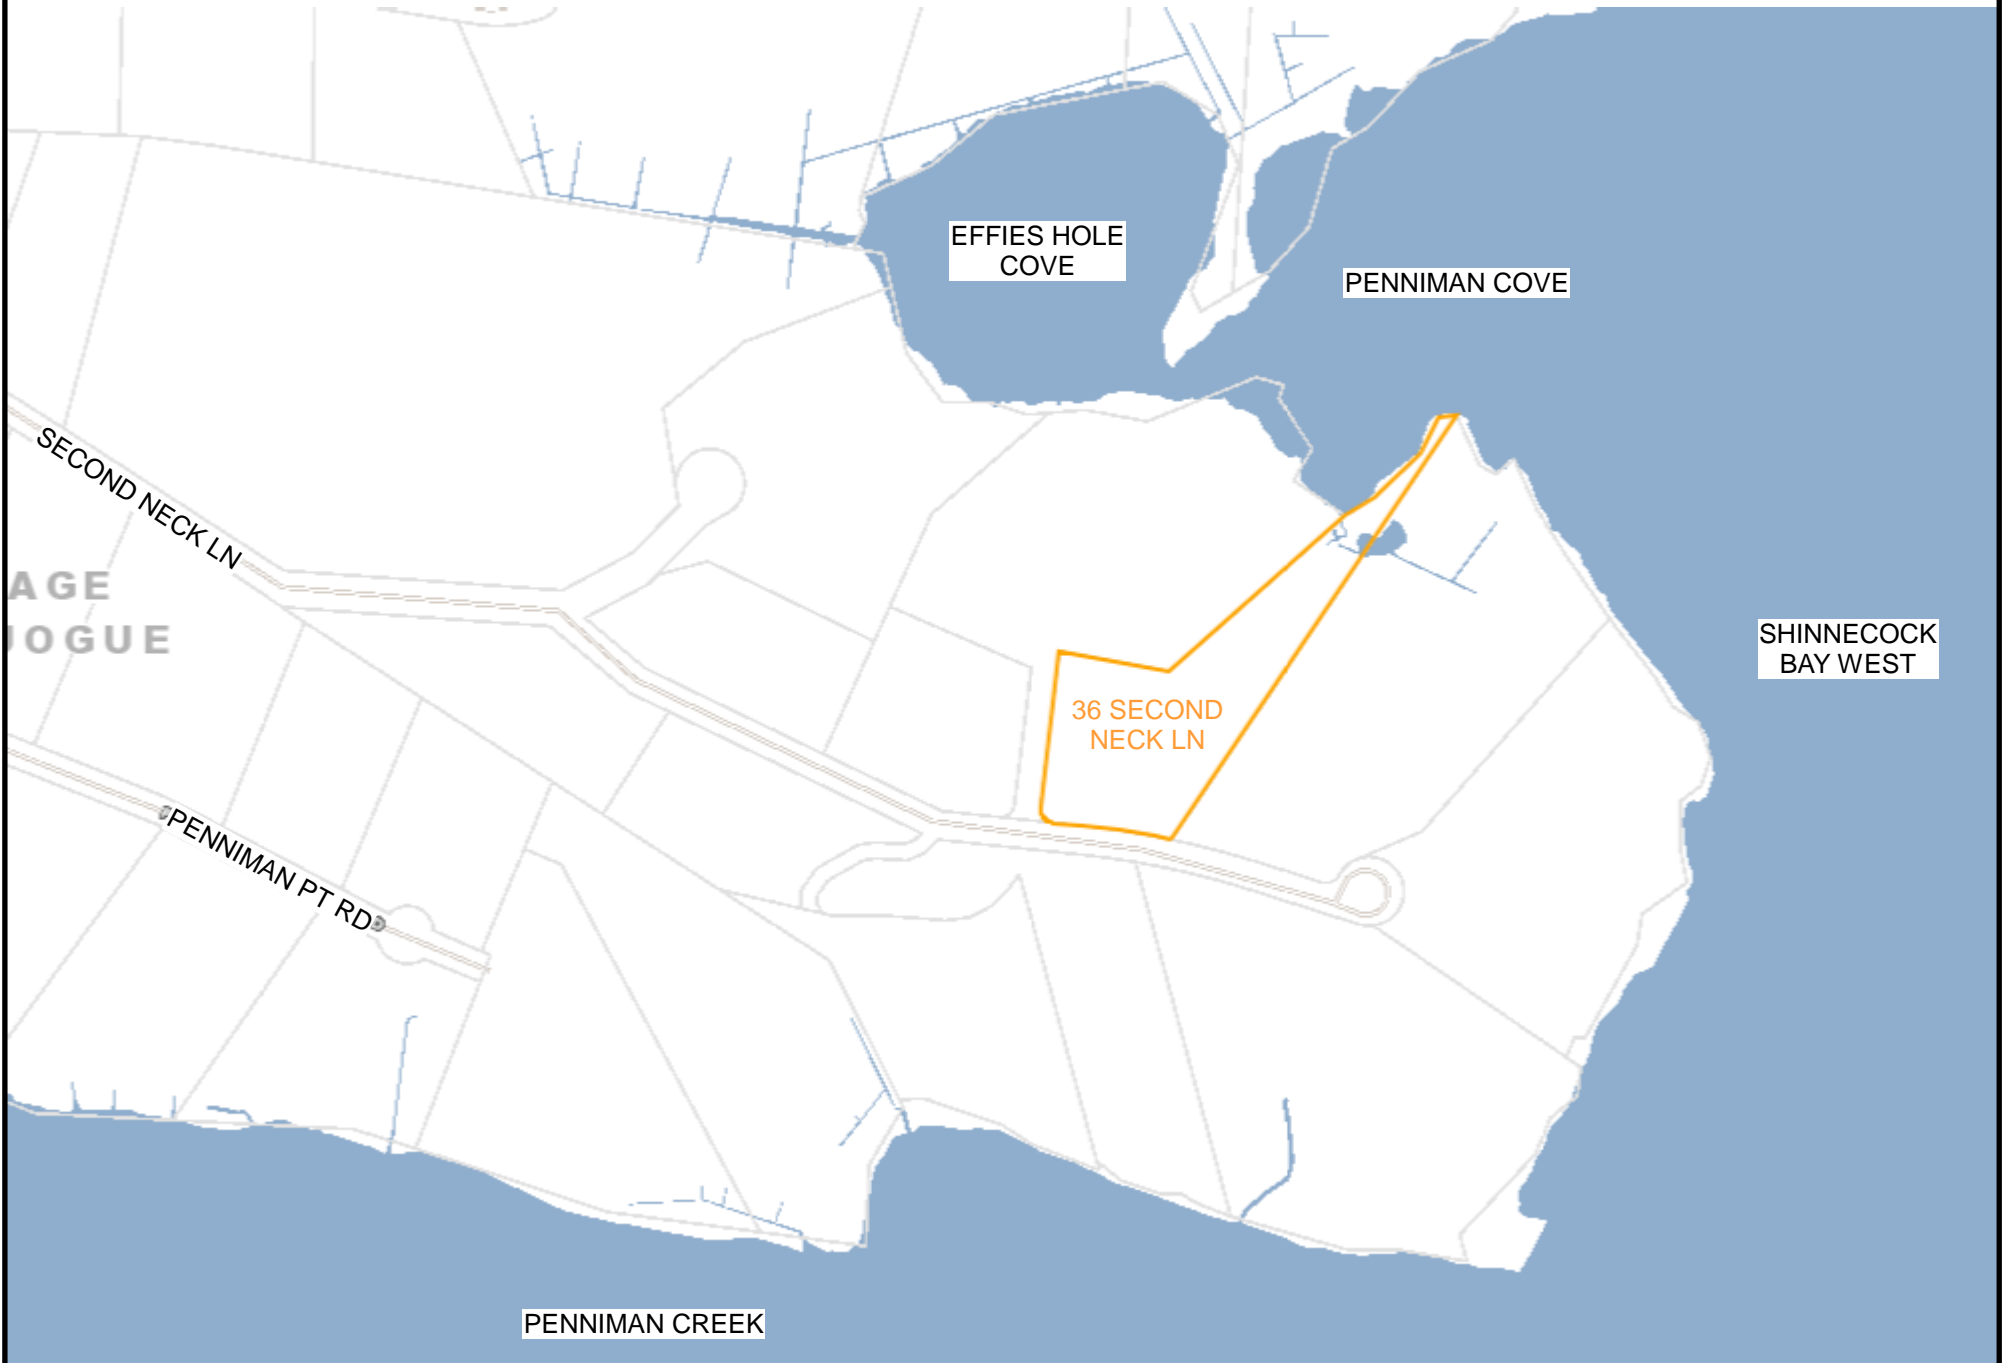 EFFIES HOLE
COVE
PENNIMAN COVE
SECOND NECK LN
AGE
OGUE
SHINNECOCK
BAY WEST
36 SECOND
NECK LN
PENNIMAN PT RD
PENNIMAN CREEK